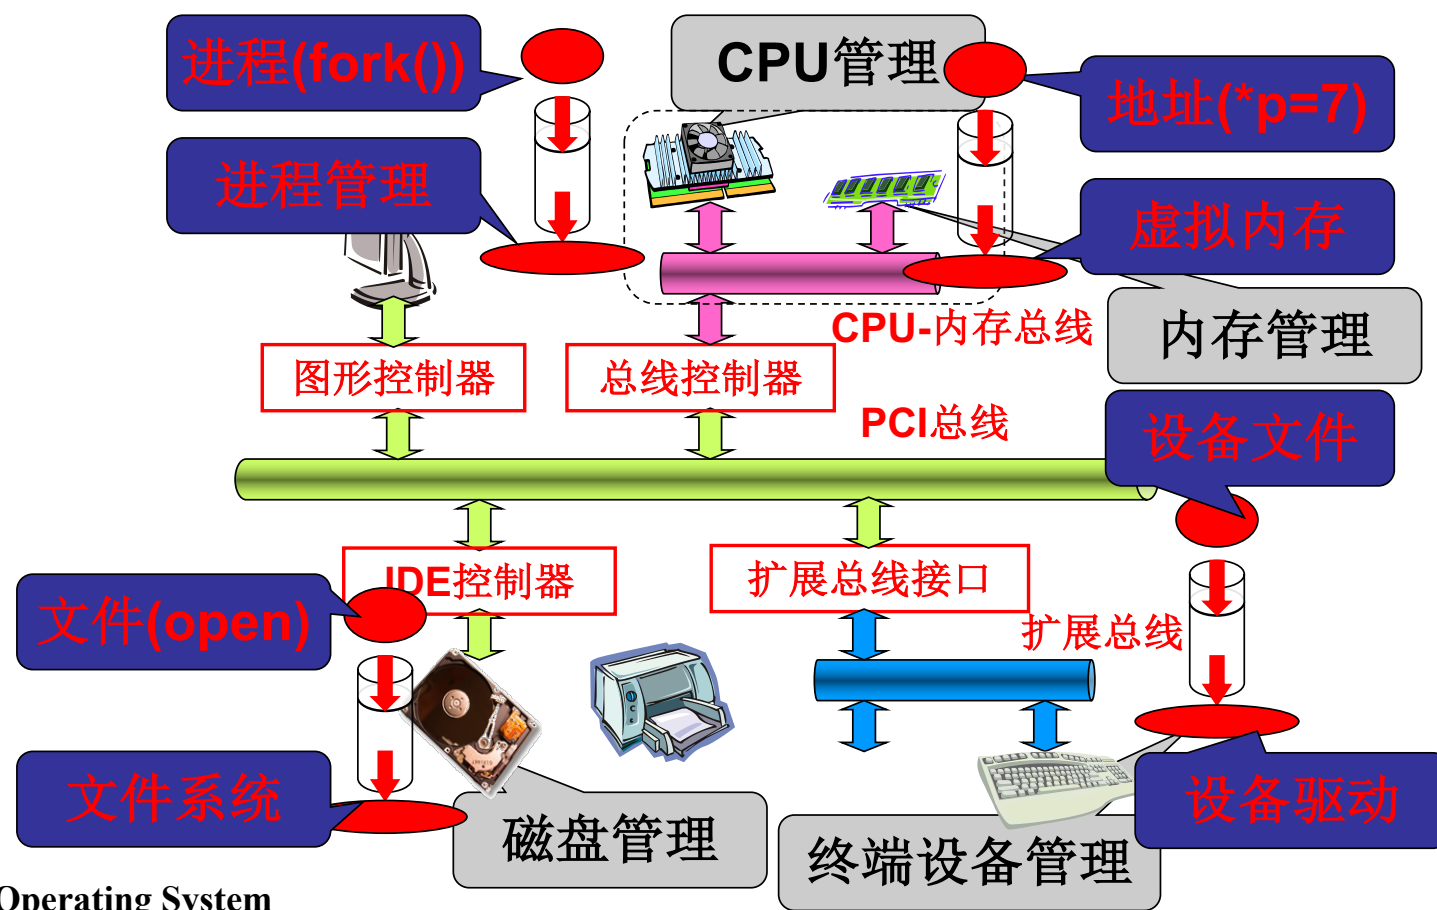 进程(fork())
CPU管理
地址(*p=7)
进程管理
虚拟内存
CPU-内存总线
内存管理
图形控制器
总线控制器
PCI总线
设备文件
IDE控制器
扩展总线接口
文件(open)
扩展总线
文件系统
设备驱动
磁盘管理
终端设备管理
Operating System